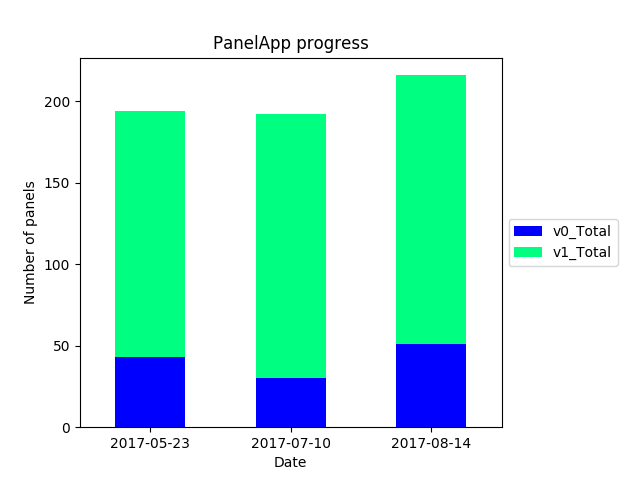 PanelApp progress
Number of panels
200
150
100
50
0
2017-05-23
2017-07-10
2017-08-14
Date
v0_Total
v1_Total